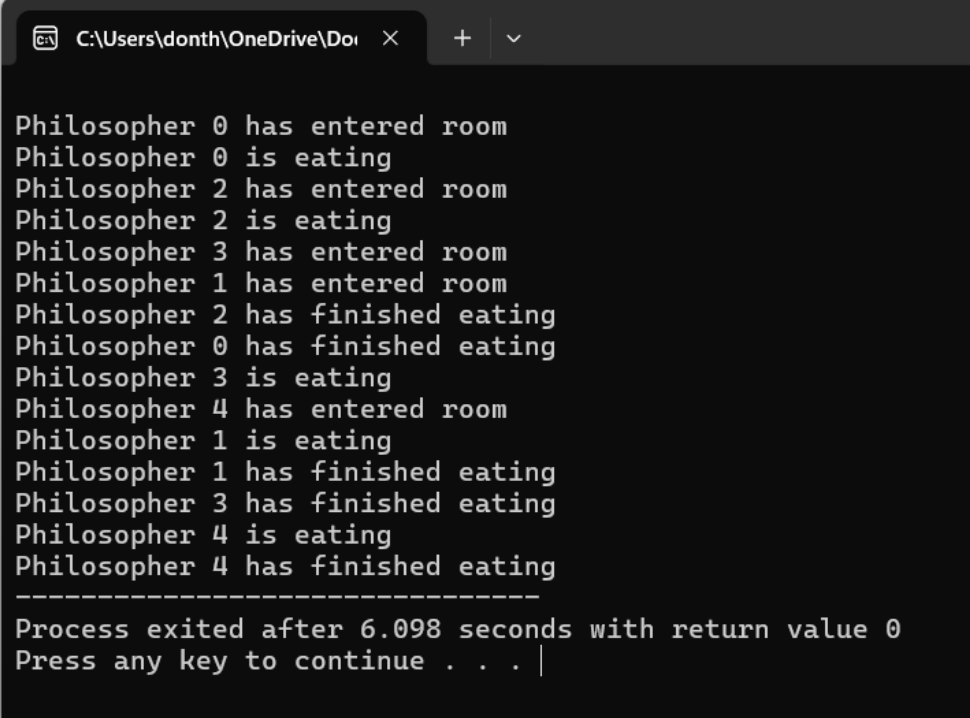 C:\Users\donth\OneDrive\Do
Philosopher 0 has entered room
Philosopher 0 is eating
Philosopher 2 has entered room
Philosopher 2 is eating
Philosopher 3 has entered room
Philosopher 1 has entered room
Philosopher 2 has finished eating
Philosopher 0 has finished eating
Philosopher 3 is eating
Philosopher 4 has entered room
Philosopher 1 is eating
Philosopher 1 has finished eating
Philosopher 3 has finished eating
Philosopher 4 is eating
Philosopher 4 has finished eating
--------------------------------
Process exited after 6.098 seconds with return value 0
Press any key to continue . . .